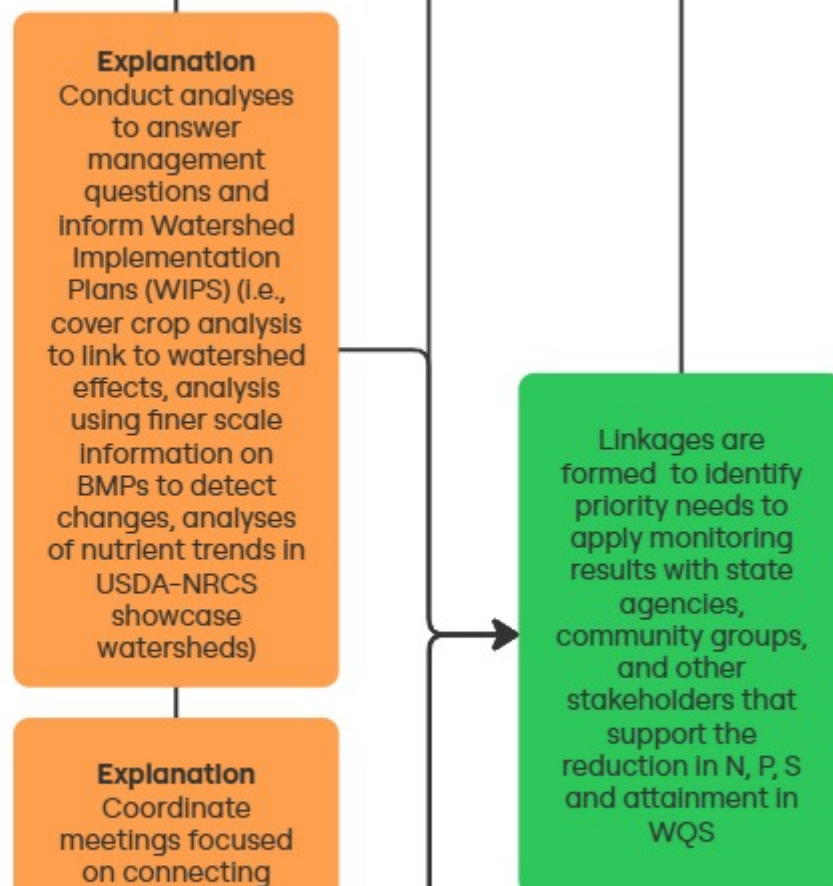 Explanation
Conduct analyses
to answer
management
questions and
inform Watershed
Implementation
Plans (WIPS) (i.e.,
cover crop analysis
to link to watershed
effects, analysis
using finer scale
information on
BMPs to detect
changes, analyses
of nutrient trends in
USDA-NRCS
showcase
watersheds)
Explanation
Coordinate
meetings focused
on connecting
Linkages are
formed to identify
priority needs to
apply monitoring
results with state
agencies,
community groups,
and other
stakeholders that
support the
reduction in N, P, S
and attainment in
WQS